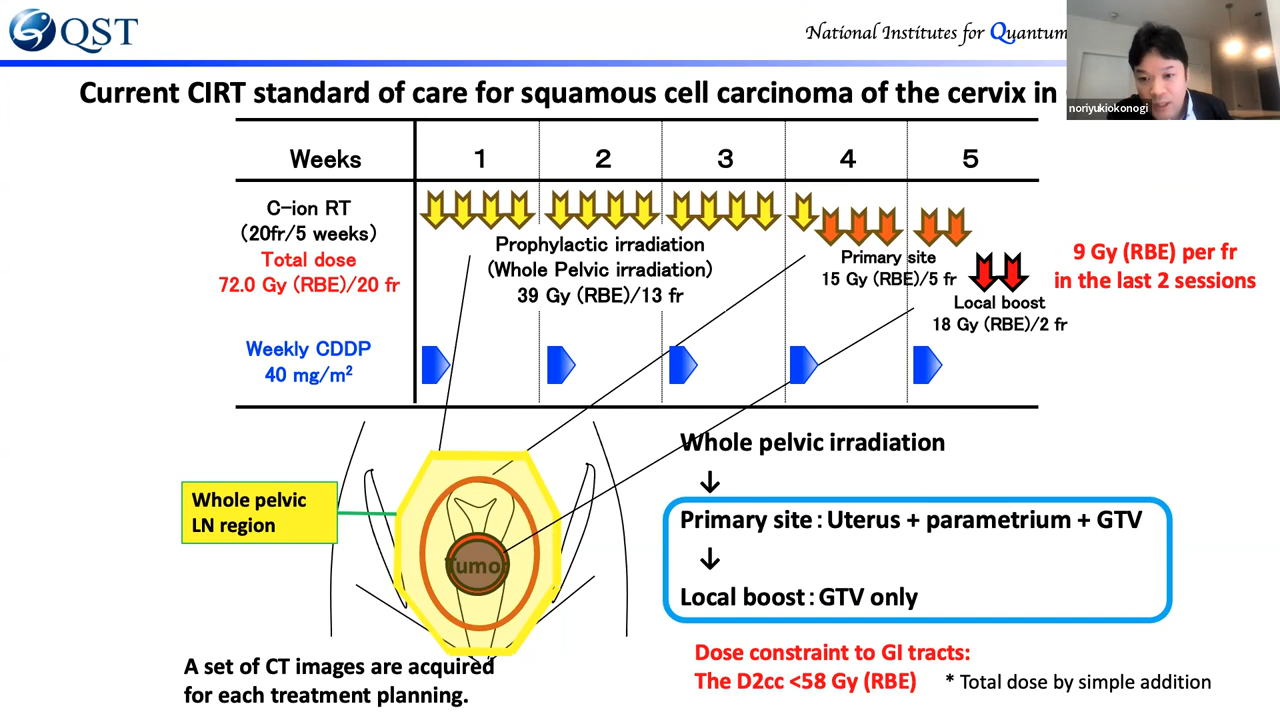 QST
National Institutes for Quantum
noriyukiokonogi
Current CIRT standard of care for squamous cell carcinoma of the cervix in
Weeks 1 2 3 4 5
C-ion RT
(20fr/5 weeks)
Total dose
72.0 Gy (RBE)/20 fr
Prophylactic irradiation
(Whole Pelvic irradiation)
39 Gy (RBE)/13 fr
Primary site
15 Gy (RBE)/5 fr
Local boost
18 Gy (RBE)/2 fr
9 Gy (RBE) per fr
in the last 2 sessions
Weekly CDDP
40 mg/m²
Whole pelvic
LN region
Tumor
A set of CT images are acquired
for each treatment planning.
Whole pelvic irradiation
↓
Primary site : Uterus + parametrium + GTV
↓
Local boost : GTV only
Dose constraint to GI tracts:
The D2cc <58 Gy (RBE) * Total dose by simple addition